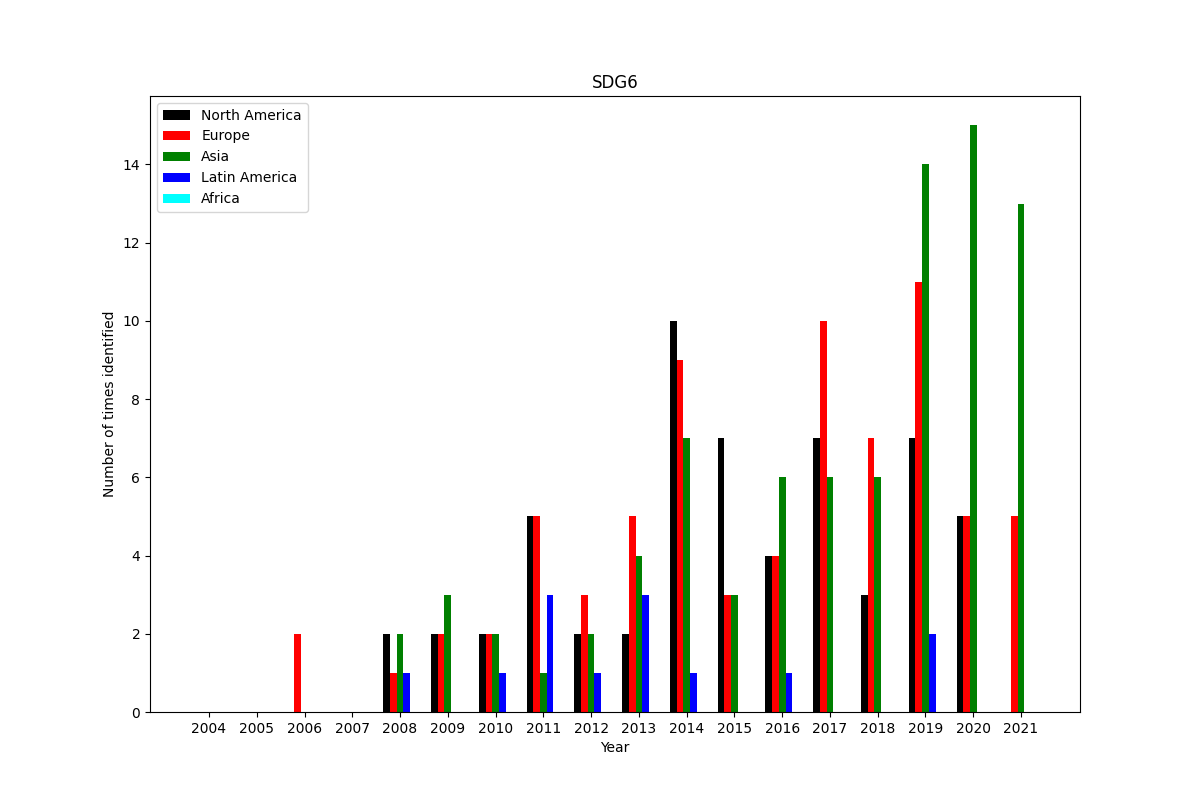 SDG6
North America
Europe
Asia
Latin America
Africa
14
12
10
8
6
4
2
0
Number of times identified
2004 2005 2006 2007 2008 2009 2010 2011 2012 2013 2014 2015 2016 2017 2018 2019 2020 2021
Year